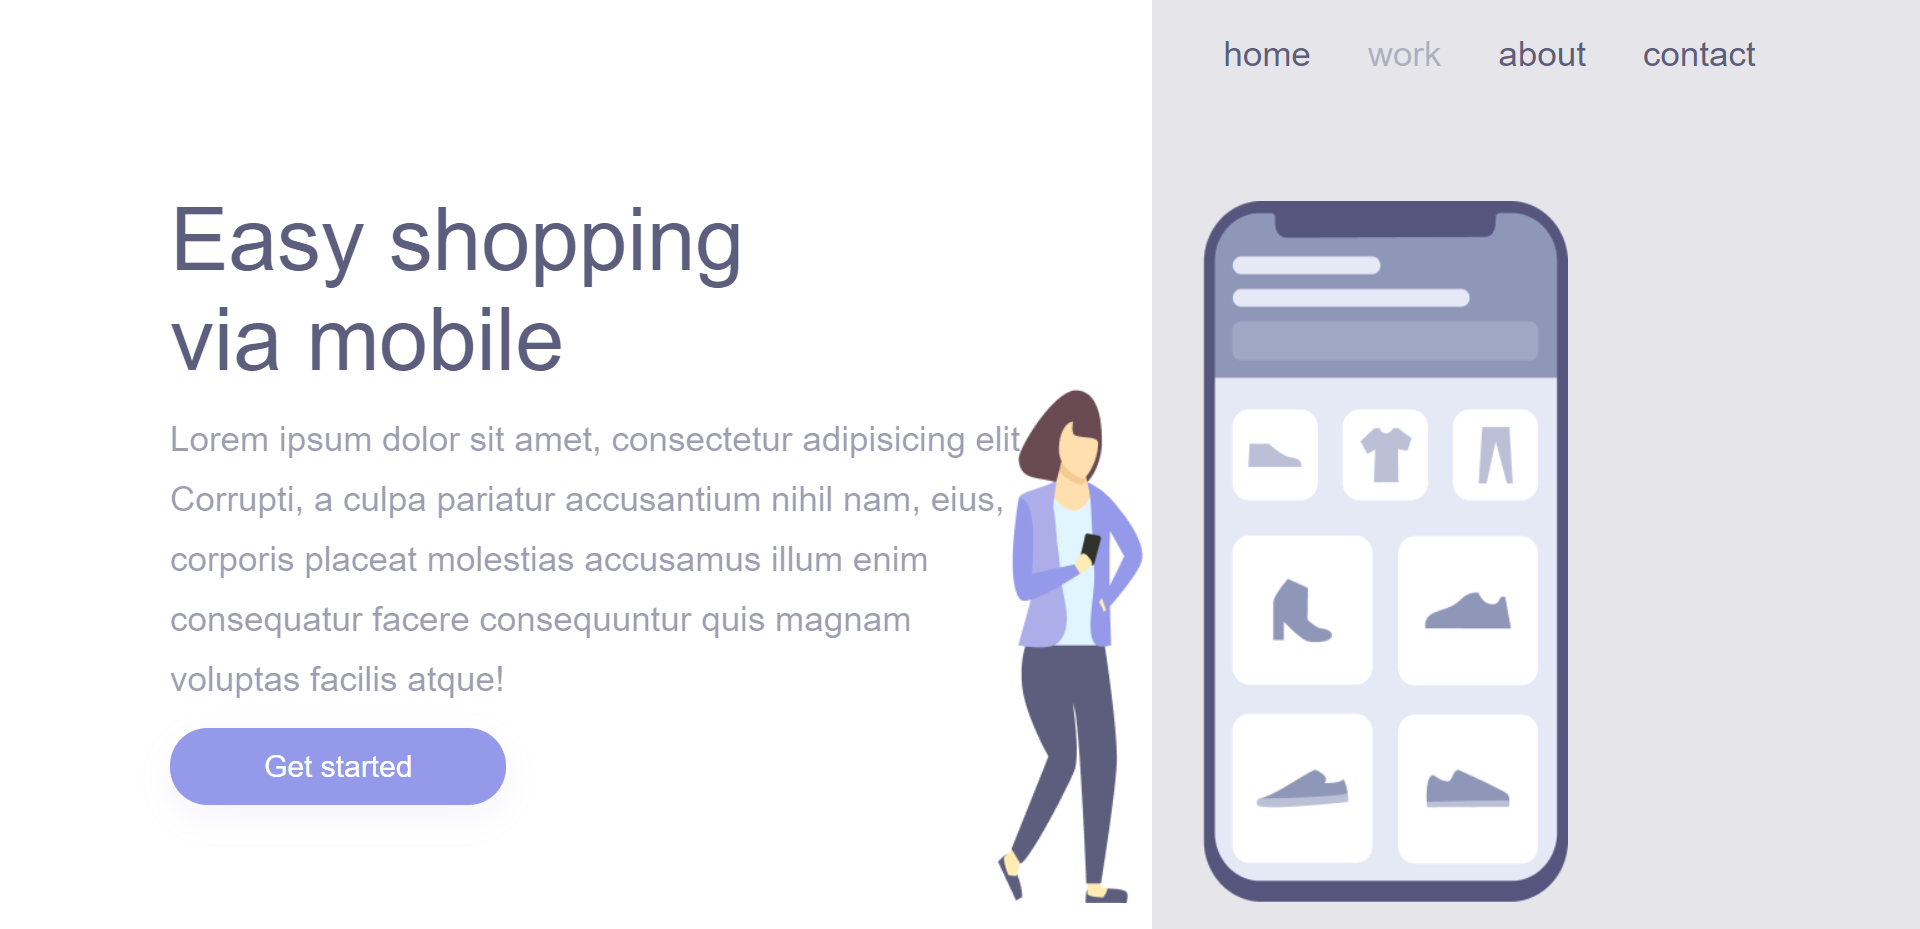 home work about contact
Easy shopping
via mobile
Lorem ipsum dolor sit amet, consectetur adipisicing elit.
Corrupti, a culpa pariatur accusantium nihil nam, eius,
corporis placeat molestias accusamus illum enim
consequatur facere consequuntur quis magnam
voluptas facilis atque!
Get started